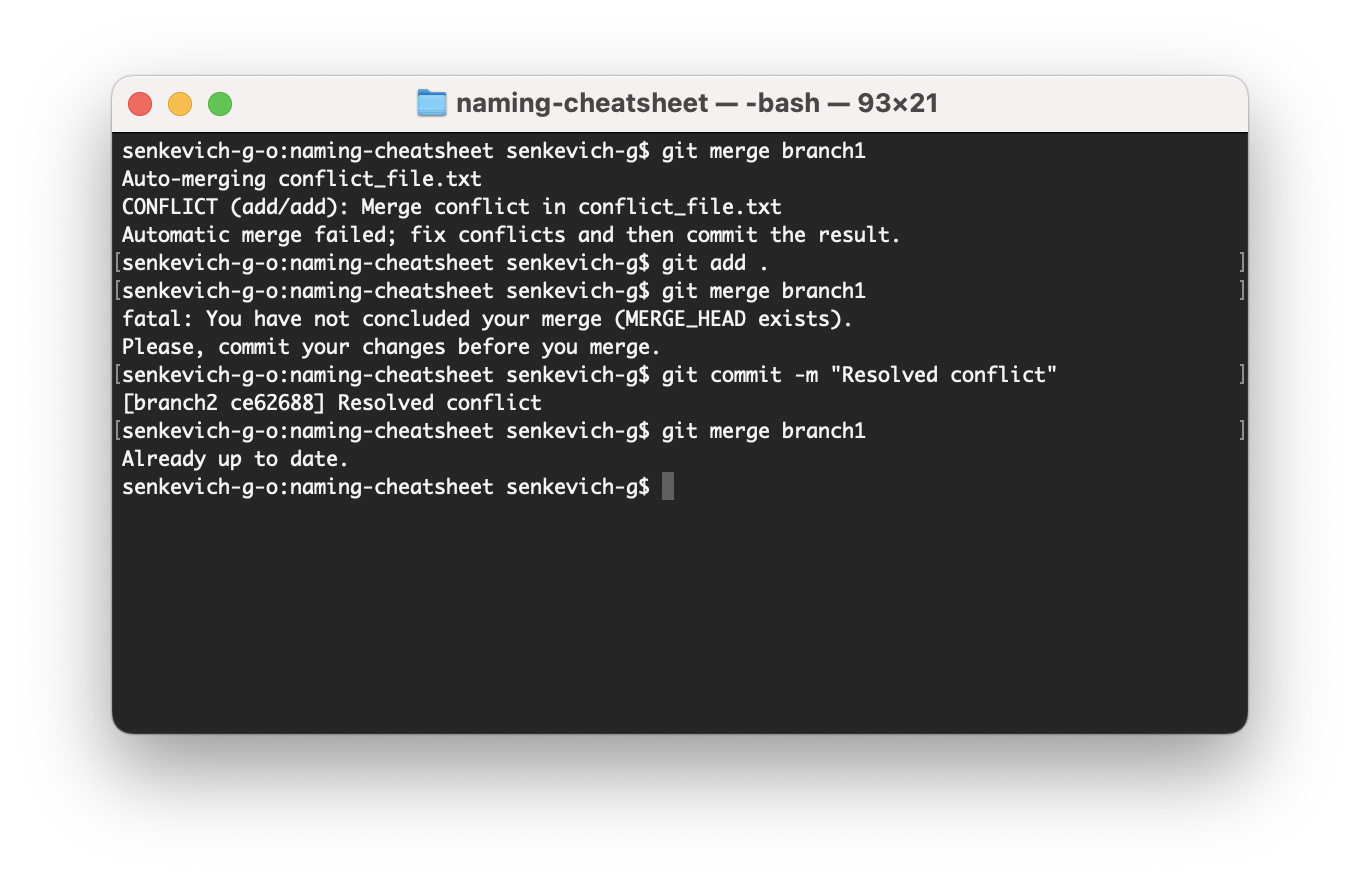 naming-cheatsheet — -bash — 93×21
senkevich-g-o:naming-cheatsheet senkevich-g$ git merge branch1
Auto-merging conflict_file.txt
CONFLICT (add/add): Merge conflict in conflict_file.txt
Automatic merge failed; fix conflicts and then commit the result.
[senkevich-g-o:naming-cheatsheet senkevich-g$ git add . ]
[senkevich-g-o:naming-cheatsheet senkevich-g$ git merge branch1 ]
fatal: You have not concluded your merge (MERGE_HEAD exists).
Please, commit your changes before you merge.
[senkevich-g-o:naming-cheatsheet senkevich-g$ git commit -m "Resolved conflict" ]
[branch2 ce62688] Resolved conflict
[senkevich-g-o:naming-cheatsheet senkevich-g$ git merge branch1 ]
Already up to date.
senkevich-g-o:naming-cheatsheet senkevich-g$